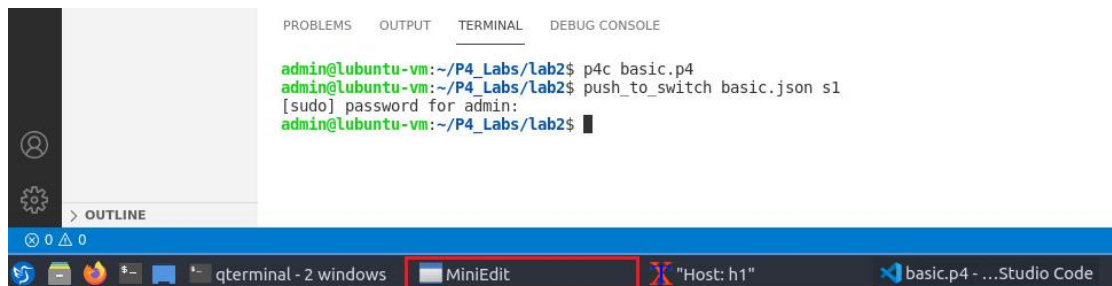 PROBLEMS OUTPUT TERMINAL DEBUG CONSOLE
admin@lubuntu-vm:~/P4_Labs/lab2$ p4c basic.p4
admin@lubuntu-vm:~/P4_Labs/lab2$ push_to_switch basic.json s1
[sudo] password for admin:
admin@lubuntu-vm:~/P4_Labs/lab2$
> OUTLINE
0 0
qterminal - 2 windows MiniEdit "Host: h1" basic.p4 - ...Studio Code